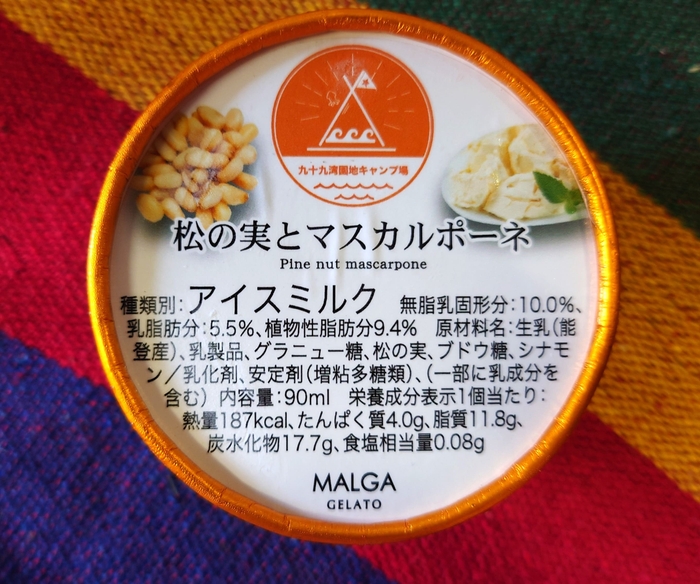 九十九湾園地キャンプ場
松の実とマスカルポーネ
Pine nut mascarpone
種類別：アイスミルク　無脂乳固形分：10.0%、
乳脂肪分：5.5%、植物性脂肪分9.4%　原材料名：生乳（能
登産）、乳製品、グラニュー糖、松の実、ブドウ糖、シナモ
ン／乳化剤、安定剤（増粘多糖類）、（一部に乳成分を
含む）　内容量：90ml　栄養成分表示1個当たり：
熱量187kcal、たんぱく質4.0g、脂質11.8g、
炭水化物17.7g、食塩相当量0.08g
MALGA
GELATO